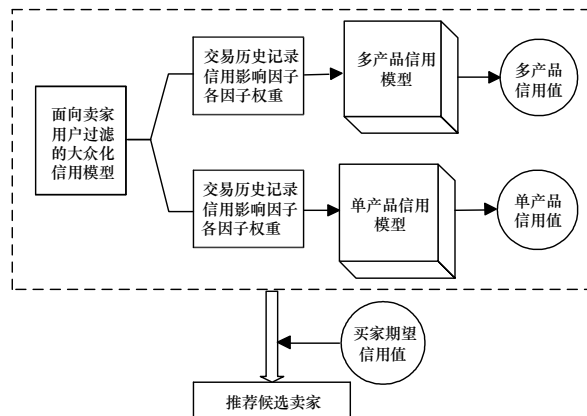 面向卖家
用户过滤
的大众化
信用模型
交易历史记录
信用影响因子
各因子权重
多产品信用
模型
多产品
信用值
交易历史记录
信用影响因子
各因子权重
单产品信用
模型
单产品
信用值
买家期望
信用值
推荐候选卖家